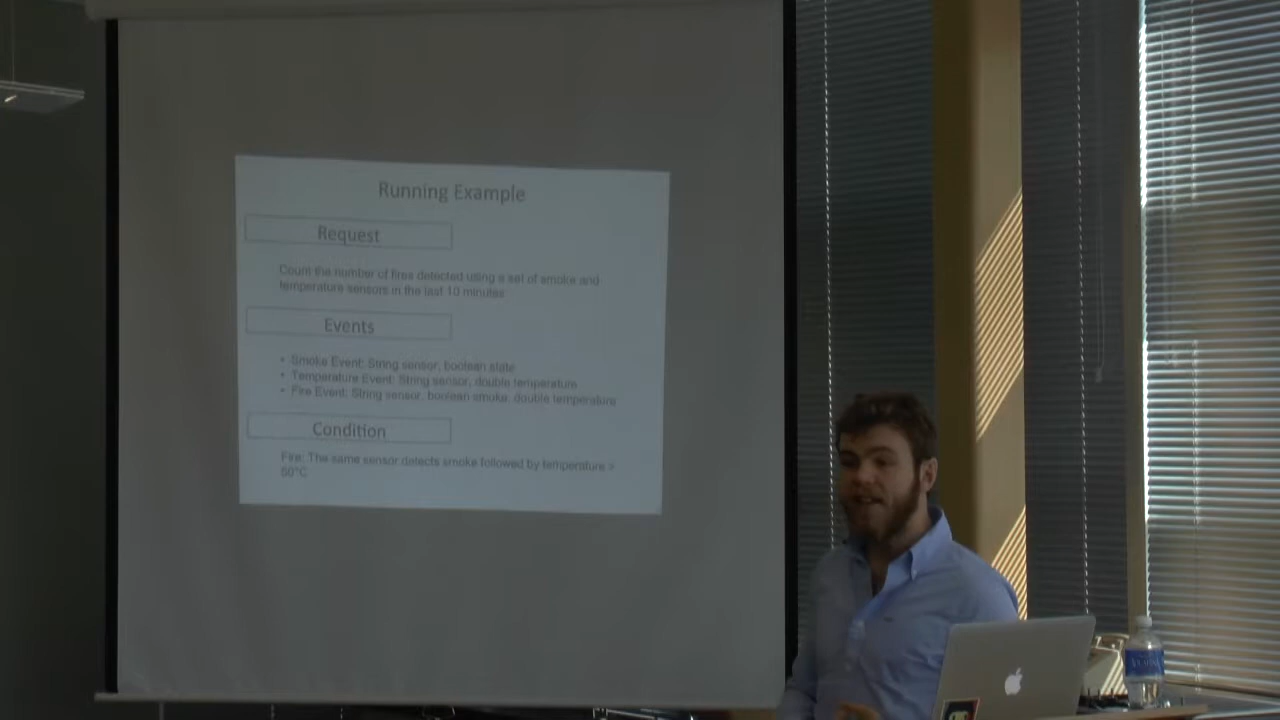 Running Example
Request
Count the number of fires detected using a set of smoke and
temperature sensors in the last 10 minutes
Events
• Smoke Event: String sensor, boolean state
• Temperature Event: String sensor, double temperature
• Fire Event: String sensor, boolean smoke, double temperature
Condition
Fire: The same sensor detects smoke followed by temperature >
50°C